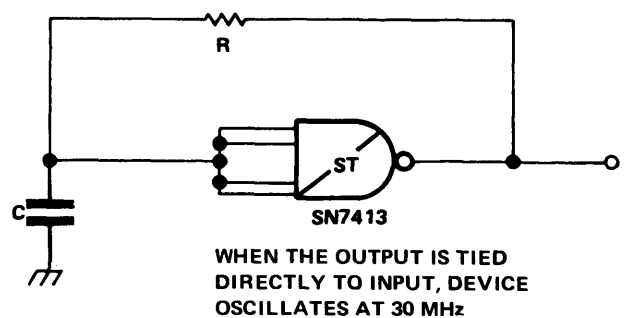 R
C
ST
SN7413
WHEN THE OUTPUT IS TIED
DIRECTLY TO INPUT, DEVICE
OSCILLATES AT 30 MHz